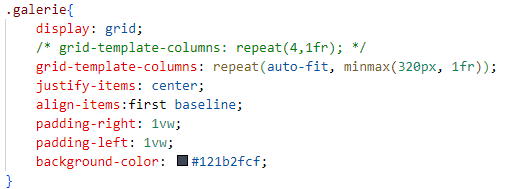 .galerie{
display: grid;
/* grid-template-columns: repeat(4,1fr); */
grid-template-columns: repeat(auto-fit, minmax(320px, 1fr));
justify-items: center;
align-items:first baseline;
padding-right: 1vw;
padding-left: 1vw;
background-color: #121b2fcf;
}